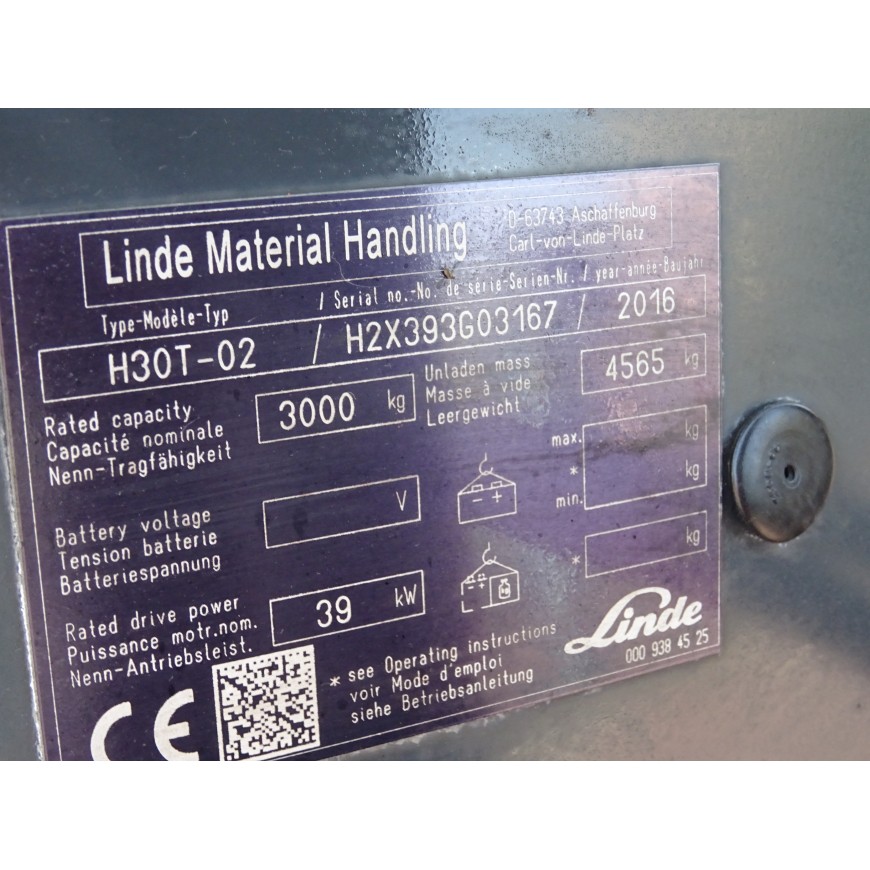 Linde Material Handling
D-63743 Aschaffenburg
Carl-von-Linde-Platz
Type-Modèle-Typ / Serial no.-No. de série-Serien-Nr. / year-année-Baujahr
H30T-02 / H2X393G03167 / 2016
Rated capacity
Capacité nominale
Nenn-Tragfähigkeit
3000 kg
Unladen mass
Masse à vide
Leergewicht
4565 kg
Battery voltage
Tension batterie
Batteriespannung
V
- +
max. kg
* kg
min.
Rated drive power
Puissance motr.nom.
Nenn-Antriebsleist.
39 kW
- +
kg
* kg
CE
* see Operating instructions
voir Mode d'emploi
siehe Betriebsanleitung
Linde
000 938 45 25